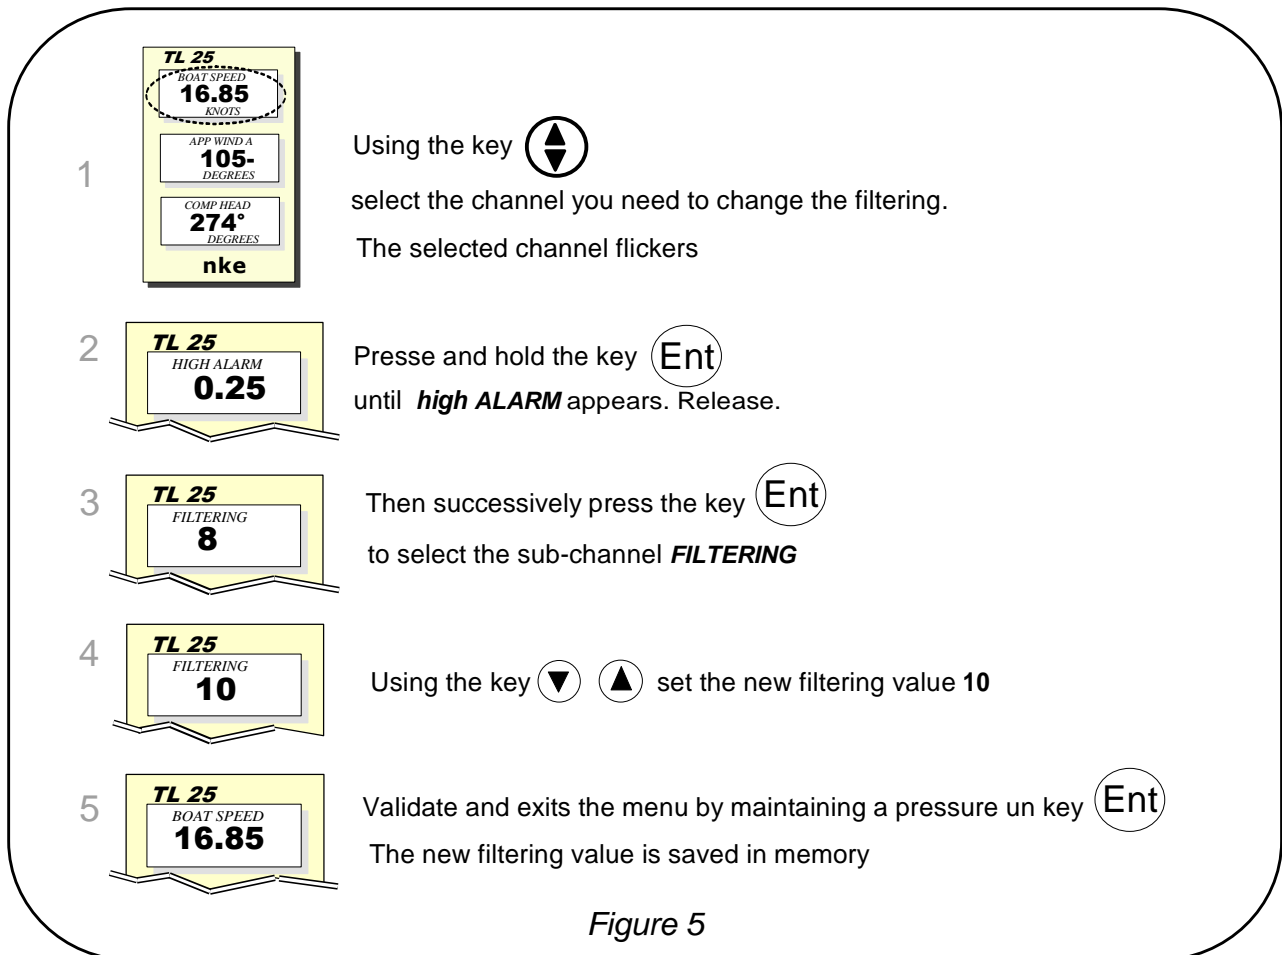 TL 25
BOAT SPEED
16.85
KNOTS
APP WIND A
105-
DEGREES
COMP HEAD
274°
DEGREES
nke
1
Using the key
select the channel you need to change the filtering.
The selected channel flickers
2
TL 25
HIGH ALARM
0.25
Presse and hold the key Ent
until high ALARM appears. Release.
3
TL 25
FILTERING
8
Then successively press the key Ent
to select the sub-channel FILTERING
4
TL 25
FILTERING
10
Using the key ▼ ▲ set the new filtering value 10
5
TL 25
BOAT SPEED
16.85
Validate and exits the menu by maintaining a pressure un key Ent
The new filtering value is saved in memory
Figure 5